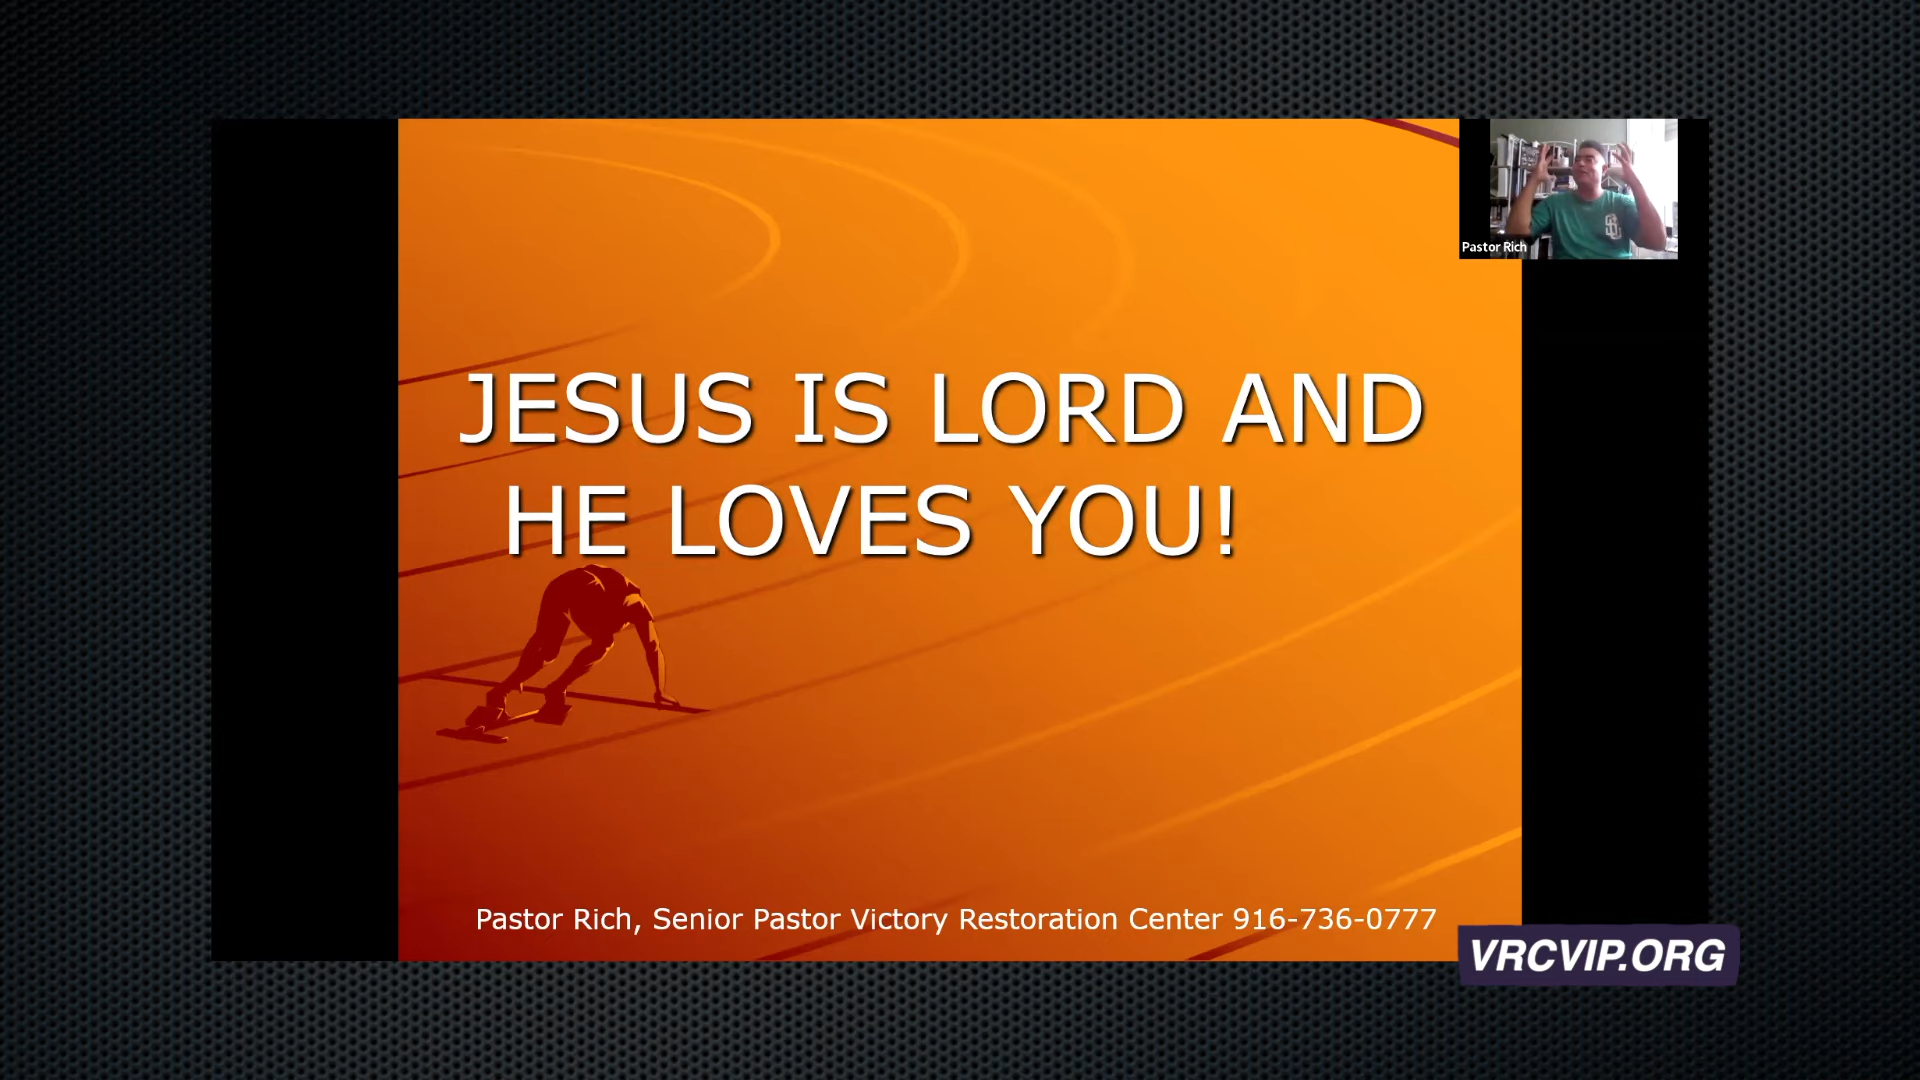 JESUS IS LORD AND
HE LOVES YOU!
Pastor Rich
Pastor Rich, Senior Pastor Victory Restoration Center 916-736-0777
VRCVIP.ORG